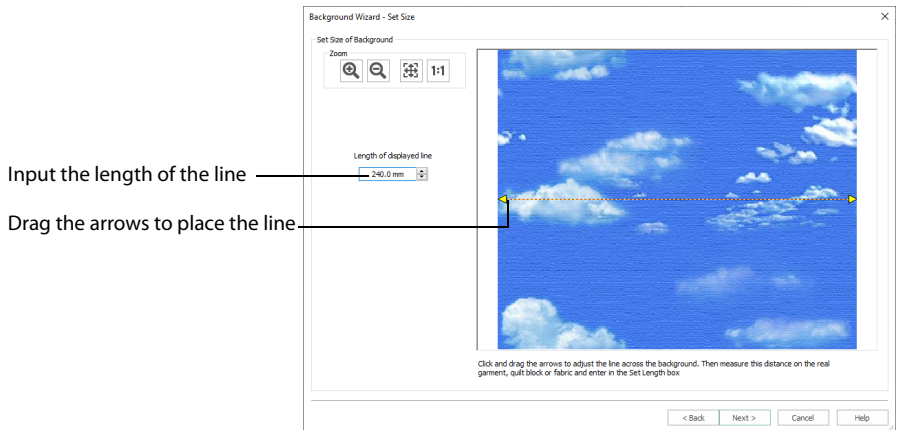 Background Wizard - Set Size
Set Size of Background
Zoom
1:1
Length of displayed line
Input the length of the line
240.0 mm
Drag the arrows to place the line
Click and drag the arrows to adjust the line across the background. Then measure this distance on the real
garment, quilt block or fabric and enter in the Set Length box
< Back Next > Cancel Help